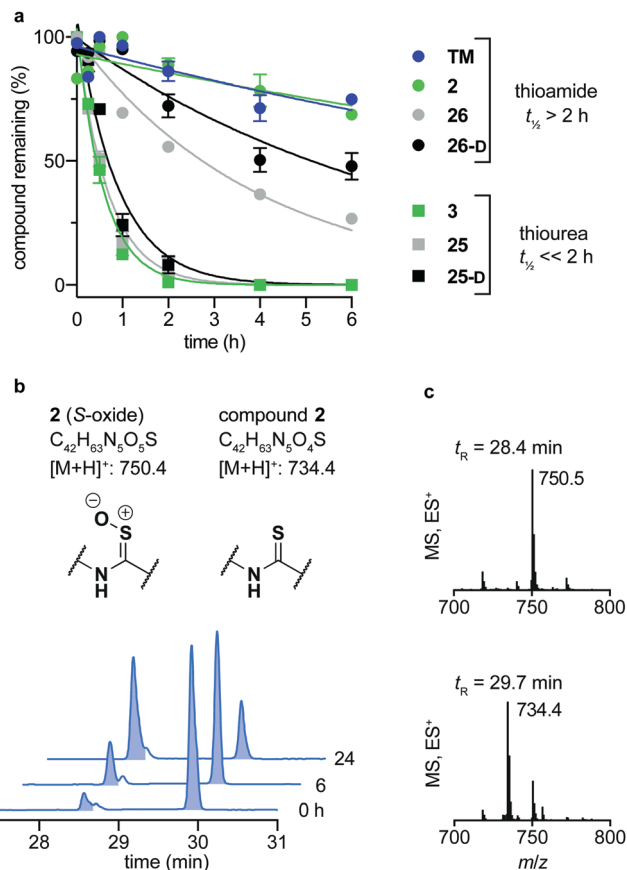 a
100
50
0
compound remaining (%)
0
1
2
4
6
time (h)
TM
2
26
26-D
thioamide
t½ > 2 h
3
25
25-D
thiourea
t½ << 2 h
b
2 (S-oxide)
C42H63N5O5S
[M+H]+: 750.4
compound 2
C42H63N5O4S
[M+H]+: 734.4
⊖
O
⊕
S
N
H
S
N
H
24
6
0 h
28
29
30
31
time (min)
c
tR = 28.4 min
750.5
MS, ES+
700
750
800
tR = 29.7 min
734.4
MS, ES+
700
750
800
m/z